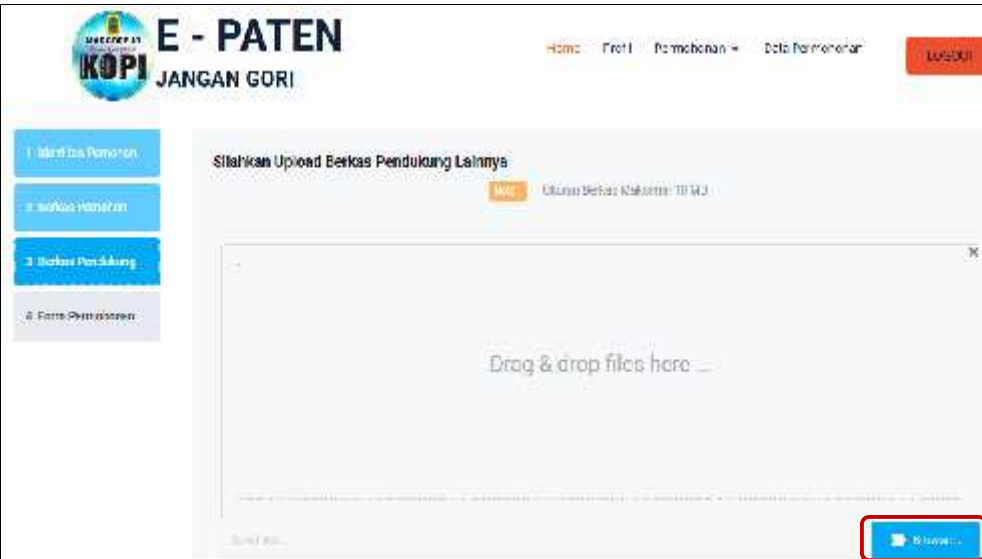 E - PATEN
JANGAN GORI
KOPI
Home Profil Permohonan Data Permohonan
LOGOUT
1 Identitas Pemohon
2 Berkas Pemohon
3 Berkas Pendukung
4 Form Permohonan
Silahkan Upload Berkas Pendukung Lainnya
Ukuran Berkas Maksimal 10 MB
Drag & drop files here ...
Browse ...